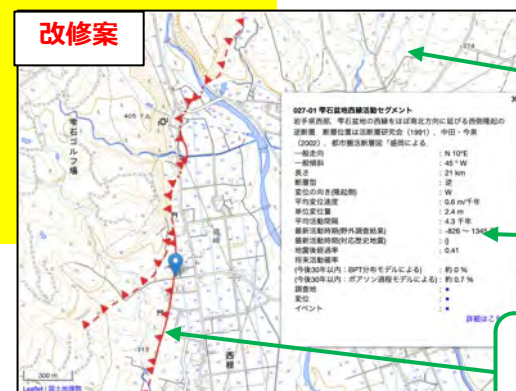 改修案
027-01 雫石盆地西縁活動セグメント
岩手県西部、雫石盆地の西縁をほぼ南北方向に延びる西側隆起の
逆断層。断層位置は活断層研究会（1991）、中田・今泉
（2002）、都市圏活断層図「盛岡による
一般走向 : N 10°E
一般傾斜 : 45 ° W
長さ : 21 km
断層型 : 逆
変位の向き(隆起側) : W
平均変位速度 : 0.6 m/千年
単位変位量 : 2.4 m
平均活動間隔 : 4.3 千年
最新活動時期(野外調査結果) : -826 ～ 1345
最新活動時期(対応歴史地震) : ()
地震後経過率 : 0.41
将来活動確率
(今後30年以内：BPT分布モデルによる) : 約 0 %
(今後30年以内：ポアソン過程モデルによる) : 約 0.7 %
調査地 : ●
変位 : ●
イベント : ●
詳細はこ
雫石ゴルフ場
西根
300 m
Leaflet | 国土地理院